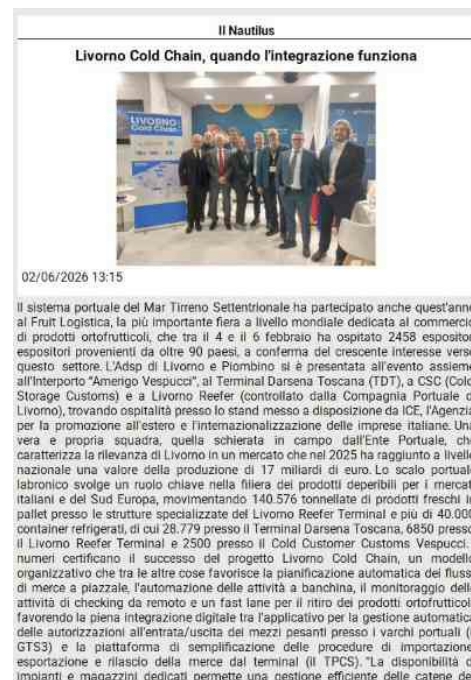 Il Nautilus
Livorno Cold Chain, quando l'integrazione funziona
LIVORNO
Cold Chain
02/06/2026 13:15
Il sistema portuale del Mar Tirreno Settentrionale ha partecipato anche quest'anno
al Fruit Logistica, la più importante fiera a livello mondiale dedicata al commercio
di prodotti ortofrutticoli, che tra il 4 e il 6 febbraio ha ospitato 2458 espositor
espositori provenienti da oltre 90 paesi, a conferma del crescente interesse verso
questo settore. L'Adsp di Livorno e Piombino si è presentata all'evento assieme
all'Interporto "Amerigo Vespucci", al Terminal Darsena Toscana (TDT), a CSC (Cold
Storage Customs) e a Livorno Reefer (controllato dalla Compagnia Portuale d
Livorno), trovando ospitalità presso lo stand messo a disposizione da ICE, l'Agenzia
per la promozione all'estero e l'internazionalizzazione delle imprese italiane. Una
vera e propria squadra, quella schierata in campo dall'Ente Portuale, che
caratterizza la rilevanza di Livorno in un mercato che nel 2025 ha raggiunto a livello
nazionale una valore della produzione di 17 miliardi di euro. Lo scalo portuale
labronico svolge un ruolo chiave nella filiera dei prodotti deperibili per i mercat
italiani e del Sud Europa, movimentando 140.576 tonnellate di prodotti freschi in
pallet presso le strutture specializzate del Livorno Reefer Terminal e più di 40.000
container refrigerati, di cui 28.779 presso il Terminal Darsena Toscana, 6850 presso
il Livorno Reefer Terminal e 2500 presso il Cold Customer Customs Vespucci. I
numeri certificano il successo del progetto Livorno Cold Chain, un modello
organizzativo che tra le altre cose favorisce la pianificazione automatica dei fluss
di merce a piazzale, l'automazione delle attività a banchina, il monitoraggio delle
attività di checking da remoto e un fast lane per il ritiro dei prodotti ortofruttcol
favorendo la piena integrazione digitale tra l'applicativo per la gestione automatica
delle autorizzazioni all'entrata/uscita dei mezzi pesanti presso i varchi portuali (i
GTS3) e la piattaforma di semplificazione delle procedure di importazione
esportazione e rilascio della merce dal terminal (il TPCS). "La disponibilità d
impianti e magazzini dedicati permette una gestione efficiente delle catene de